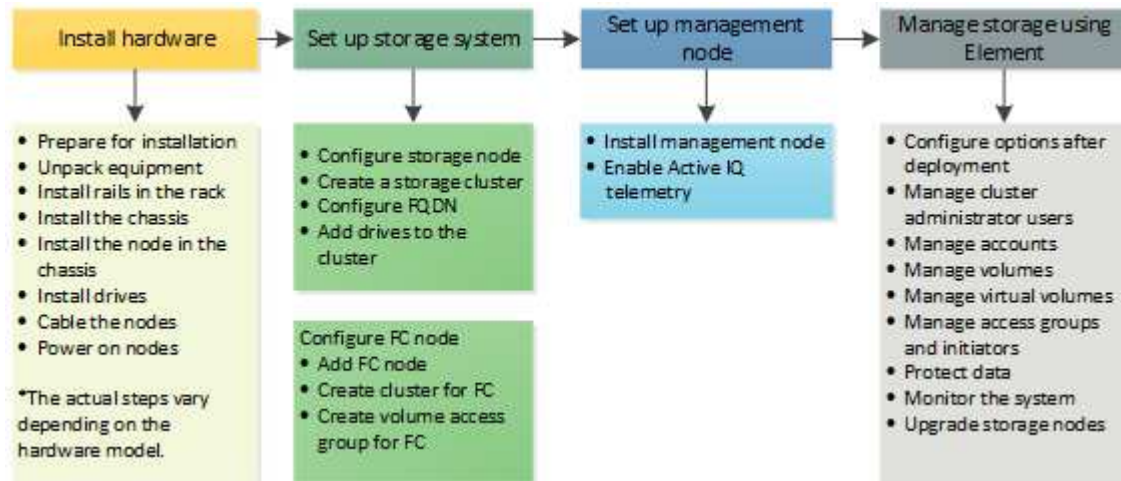 Install hardware
Set up storage system
Set up management
node
Manage storage using
Element
• Prepare for installation
• Unpack equipment
• Install rails in the rack
• Install the chassis
• Install the node in the
chassis
• Install drives
• Cable the nodes
• Power on nodes
*The actual steps vary
depending on the
hardware model.
• Configure storage node
• Create a storage cluster
• Configure FQDN
• Add drives to the
cluster
Configure FC node
• Add FC node
• Create cluster for FC
• Create volume access
group for FC
• Install management node
• Enable Active IQ
telemetry
• Configure options after
deployment
• Manage cluster
administrator users
• Manage accounts
• Manage volumes
• Manage virtual volumes
• Manage access groups
and initiators
• Protect data
• Monitor the system
• Upgrade storage nodes